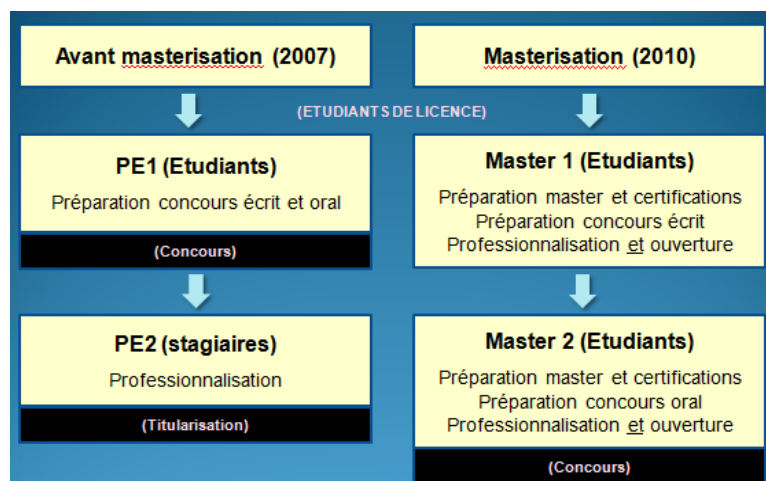 Avant masterisation (2007)
Masterisation (2010)
(ETUDIANTS DE LICENCE)
PE1 (Etudiants)
Préparation concours écrit et oral
(Concours)
Master 1 (Etudiants)
Préparation master et certifications
Préparation concours écrit
Professionnalisation et ouverture
PE2 (stagiaires)
Professionnalisation
(Titularisation)
Master 2 (Etudiants)
Préparation master et certifications
Préparation concours oral
Professionnalisation et ouverture
(Concours)